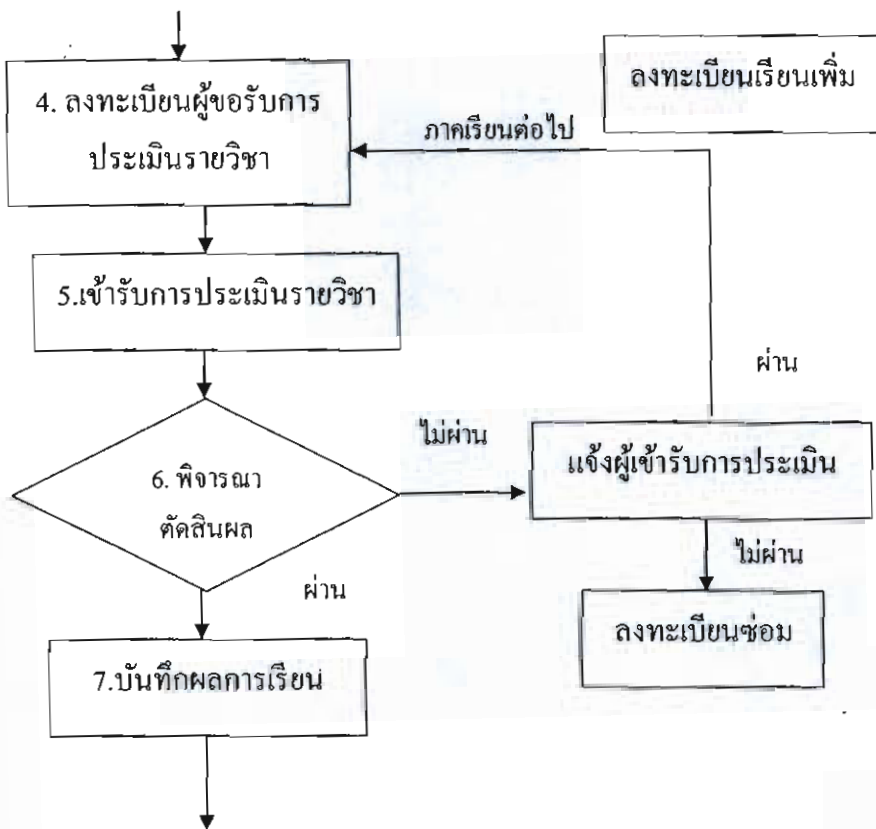 ลงทะเบียนเรียนเพิ่ม
4. ลงทะเบียนผู้ขอรับการ
ประเมินรายวิชา
ภาคเรียนต่อไป
5.เข้ารับการประเมินรายวิชา
ผ่าน
ไม่ผ่าน
แจ้งผู้เข้ารับการประเมิน
6. พิจารณา
ตัดสินผล
ไม่ผ่าน
ผ่าน
ลงทะเบียนซ่อม
7.บันทึกผลการเรียน